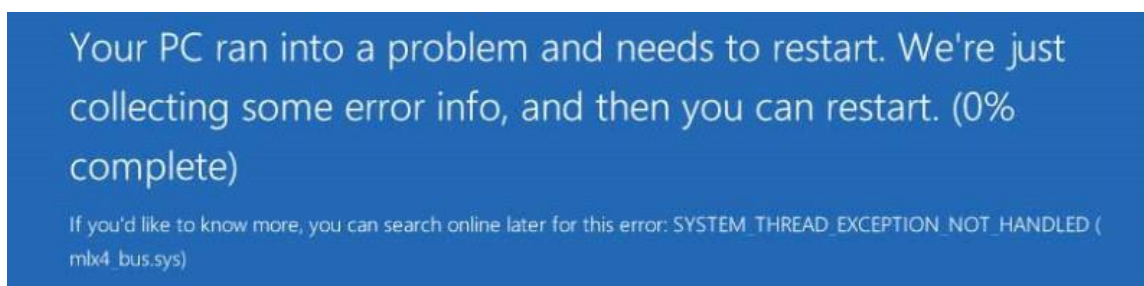 Your PC ran into a problem and needs to restart. We're just
collecting some error info, and then you can restart. (0%
complete)
If you'd like to know more, you can search online later for this error: SYSTEM_THREAD_EXCEPTION_NOT_HANDLED (
mlx4_bus.sys)